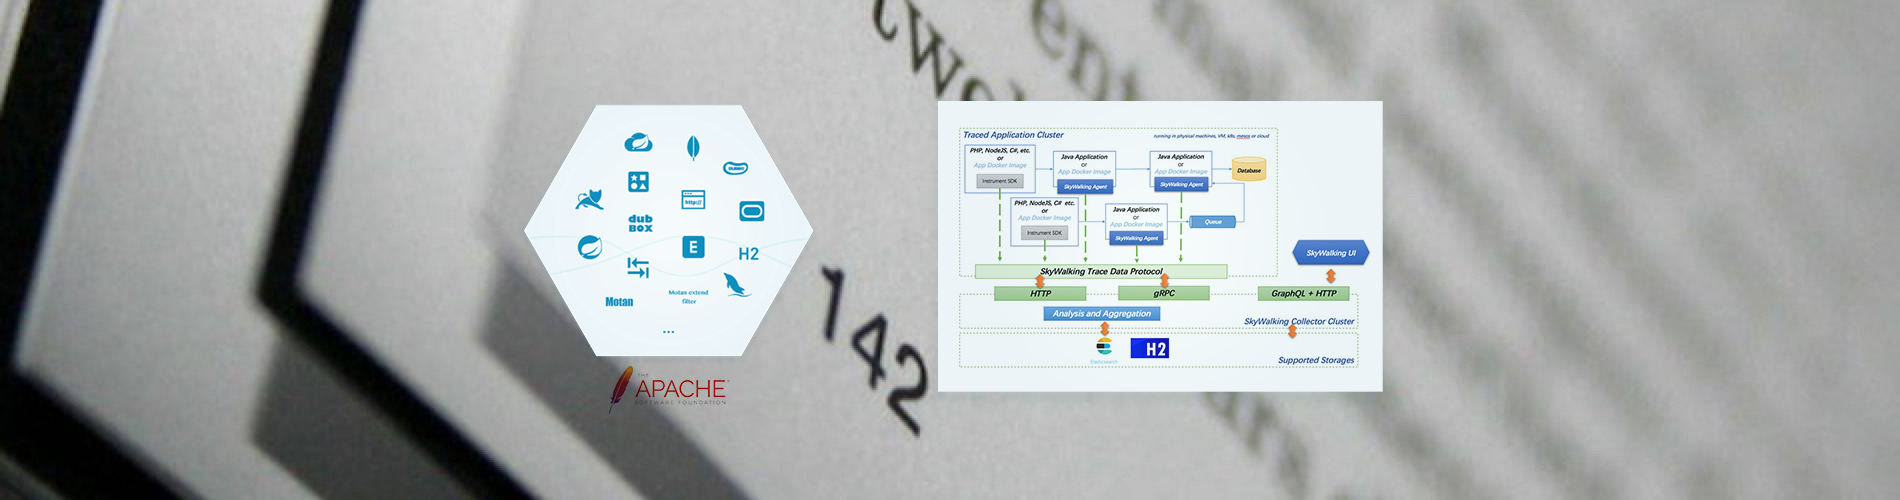 twel
ent
142
DUBBO
http://
dub
BOX
E
H2
Motan
Motan extend
filter
...
THE
APACHE
SOFTWARE FOUNDATION
Traced Application Cluster
running in physical machines, VM, k8s, mesos or cloud
PHP, NodeJS, C#, etc.
or
App Docker Image
Instrument SDK
Java Application
or
App Docker Image
SkyWalking Agent
Java Application
or
App Docker Image
SkyWalking Agent
Database
PHP, NodeJS, C# etc.
or
App Docker Image
Instrument SDK
Java Application
or
App Docker Image
SkyWalking Agent
Queue
SkyWalking UI
SkyWalking Trace Data Protocol
HTTP
gRPC
GraphQL + HTTP
Analysis and Aggregation
SkyWalking Collector Cluster
Elasticsearch
H2
Supported Storages